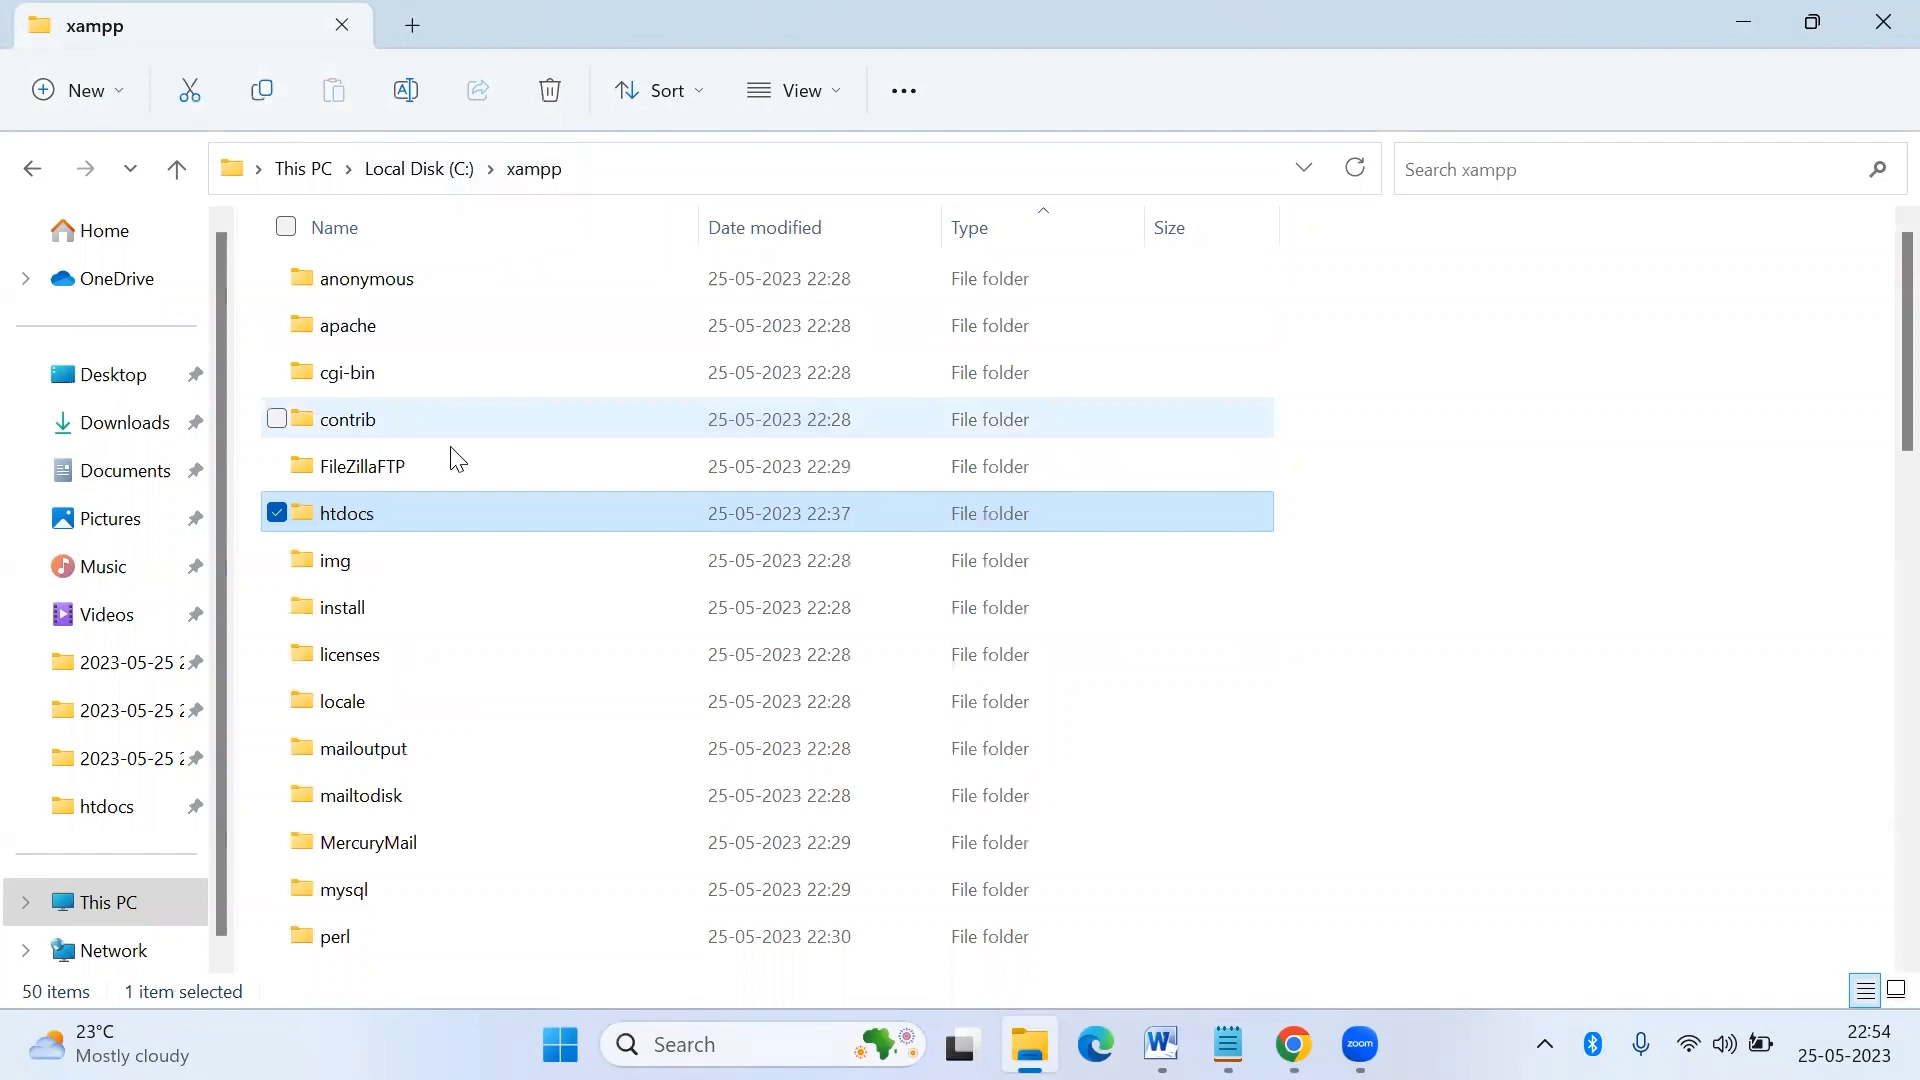 xampp
New
Sort
View
This PC > Local Disk (C:) > xampp
Search xampp
Home
OneDrive
Desktop
Downloads
Documents
Pictures
Music
Videos
2023-05-25 2
2023-05-25 2
2023-05-25 2
htdocs
This PC
Network
Name Date modified Type Size
anonymous 25-05-2023 22:28 File folder
apache 25-05-2023 22:28 File folder
cgi-bin 25-05-2023 22:28 File folder
contrib 25-05-2023 22:28 File folder
FileZillaFTP 25-05-2023 22:29 File folder
htdocs 25-05-2023 22:37 File folder
img 25-05-2023 22:28 File folder
install 25-05-2023 22:28 File folder
licenses 25-05-2023 22:28 File folder
locale 25-05-2023 22:28 File folder
mailoutput 25-05-2023 22:28 File folder
mailtodisk 25-05-2023 22:28 File folder
MercuryMail 25-05-2023 22:29 File folder
mysql 25-05-2023 22:29 File folder
perl 25-05-2023 22:30 File folder
50 items 1 item selected
23°C
Mostly cloudy
Search
zoom
22:54
25-05-2023